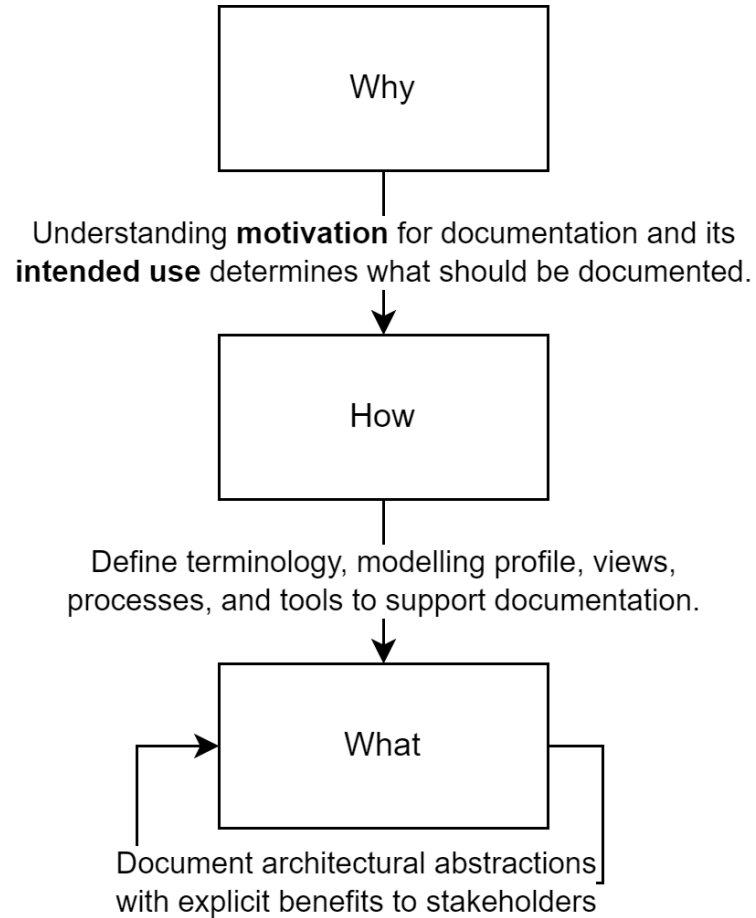 Why
Understanding motivation for documentation and its
intended use determines what should be documented.
How
Define terminology, modelling profile, views,
processes, and tools to support documentation.
What
Document architectural abstractions
with explicit benefits to stakeholders